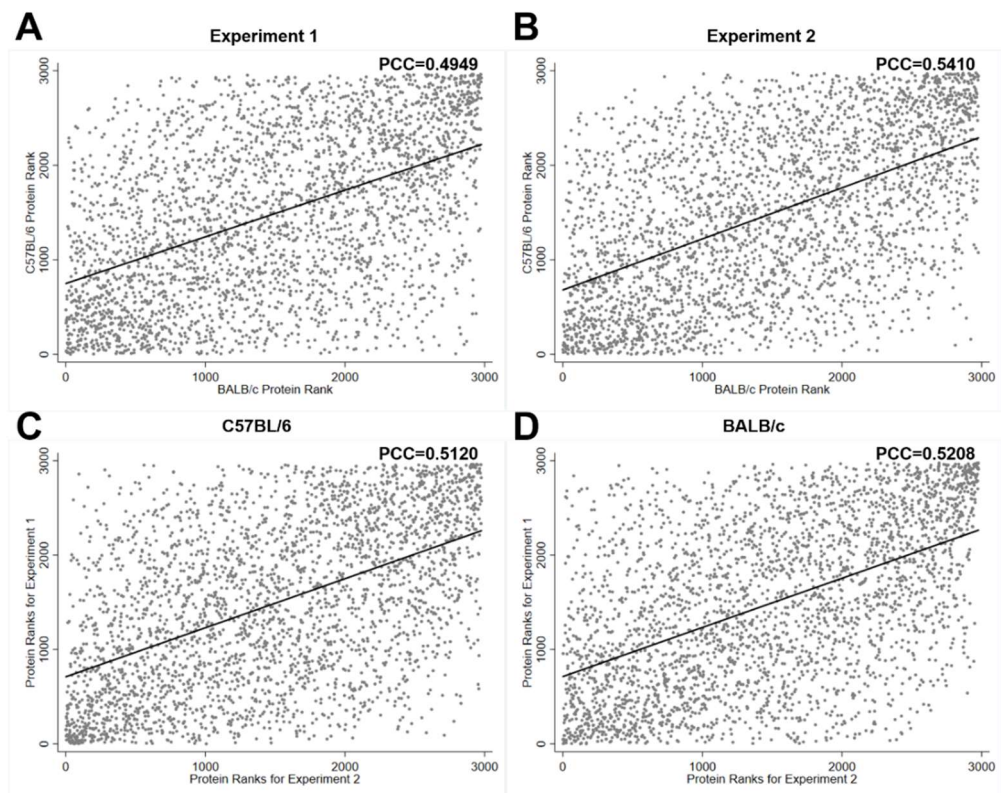 A
Experiment 1
PCC=0.4949
C57BL/6 Protein Rank
3000
2000
1000
0
0 1000 2000 3000
BALB/c Protein Rank
B
Experiment 2
PCC=0.5410
C57BL/6 Protein Rank
3000
2000
1000
0
0 1000 2000 3000
BALB/c Protein Rank
C
C57BL/6
PCC=0.5120
Protein Ranks for Experiment 1
3000
2000
1000
0
0 1000 2000 3000
Protein Ranks for Experiment 2
D
BALB/c
PCC=0.5208
Protein Ranks for Experiment 1
3000
2000
1000
0
0 1000 2000 3000
Protein Ranks for Experiment 2